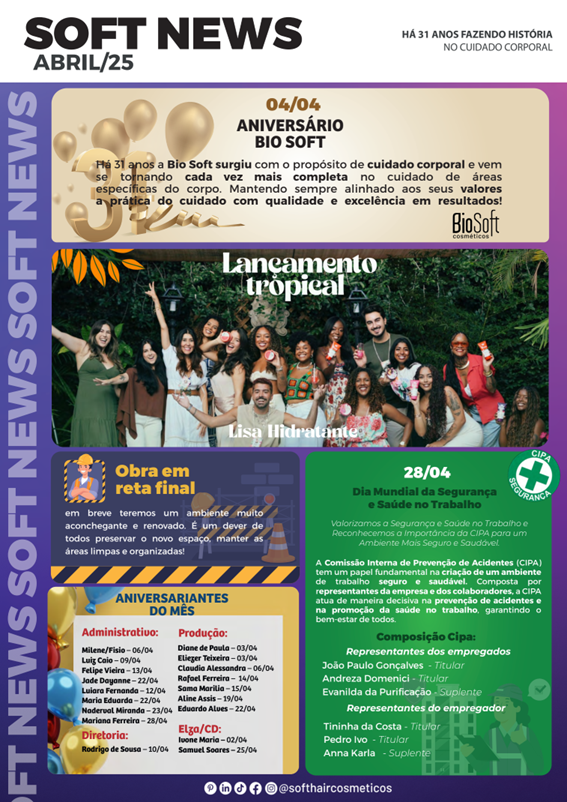 SOFT NEWS
ABRIL/25
HÁ 31 ANOS FAZENDO HISTÓRIA
NO CUIDADO CORPORAL
SOFT NEWS SOFT NEWS SOFT NEWS
04/04
ANIVERSÁRIO
BIO SOFT
31
Há 31 anos a Bio Soft surgiu com o propósito de cuidado corporal e vem
se tornando cada vez mais completa no cuidado de áreas
específicas do corpo. Mantendo sempre alinhado aos seus valores
a prática do cuidado com qualidade e excelência em resultados!
BioSoft
cosméticos
Lançamento
tropical
Lisa Hidratante
Obra em
reta final
em breve teremos um ambiente muito
aconchegante e renovado. É um dever de
todos preservar o novo espaço, manter as
áreas limpas e organizadas!
ANIVERSARIANTES
DO MÊS
Administrativo:
Milene/Fisio – 06/04
Luiz Caio – 09/04
Felipe Vieira – 13/04
Jade Dayanne – 22/04
Luiara Fernanda – 12/04
Maria Eduarda – 22/04
Naderval Miranda – 23/04
Mariana Ferreira – 28/04
Diretoria:
Rodrigo de Sousa – 10/04
Produção:
Diane de Paula – 03/04
Eliezer Teixeira – 03/04
Claudia Alessandra – 06/04
Rafael Ferreira – 14/04
Sama Marilia – 15/04
Aline Assis – 19/04
Eduardo Alves – 22/04
Elza/CD:
Ivone Maria – 02/04
Samuel Soares – 25/04
CIPA
SEGURANÇA
28/04
Dia Mundial da Segurança
e Saúde no Trabalho
Valorizamos a Segurança e Saúde no Trabalho e
Reconhecemos a Importância da CIPA para um
Ambiente Mais Seguro e Saudável.
A Comissão Interna de Prevenção de Acidentes (CIPA)
tem um papel fundamental na criação de um ambiente
de trabalho seguro e saudável. Composta por
representantes da empresa e dos colaboradores, a CIPA
atua de maneira decisiva na prevenção de acidentes e
na promoção da saúde no trabalho, garantindo o
bem-estar de todos.
Composição Cipa:
Representantes dos empregados
João Paulo Gonçalves - Titular
Andreza Domenici - Titular
Evanilda da Purificação - Suplente
Representantes do empregador
Tininha da Costa - Titular
Pedro Ivo - Titular
Anna Karla - Suplente
@softhaircosmeticos